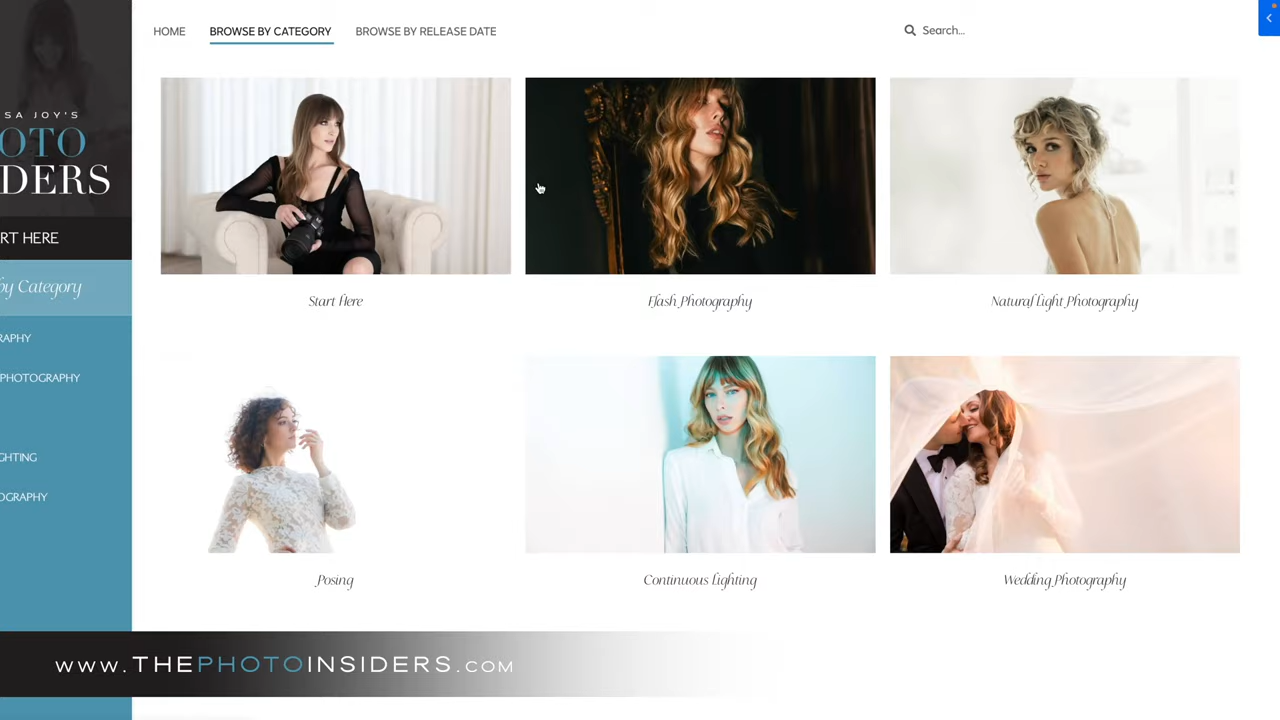 HOME BROWSE BY CATEGORY BROWSE BY RELEASE DATE Search...
SA JOY'S
OTO
DERS
RT HERE
by Category
RAPHY
PHOTOGRAPHY
GHTING
OGRAPHY
Start Here
Flash Photography
Natural Light Photography
Posing
Continuous Lighting
Wedding Photography
www.THEPHOTOINSIDERS.COM